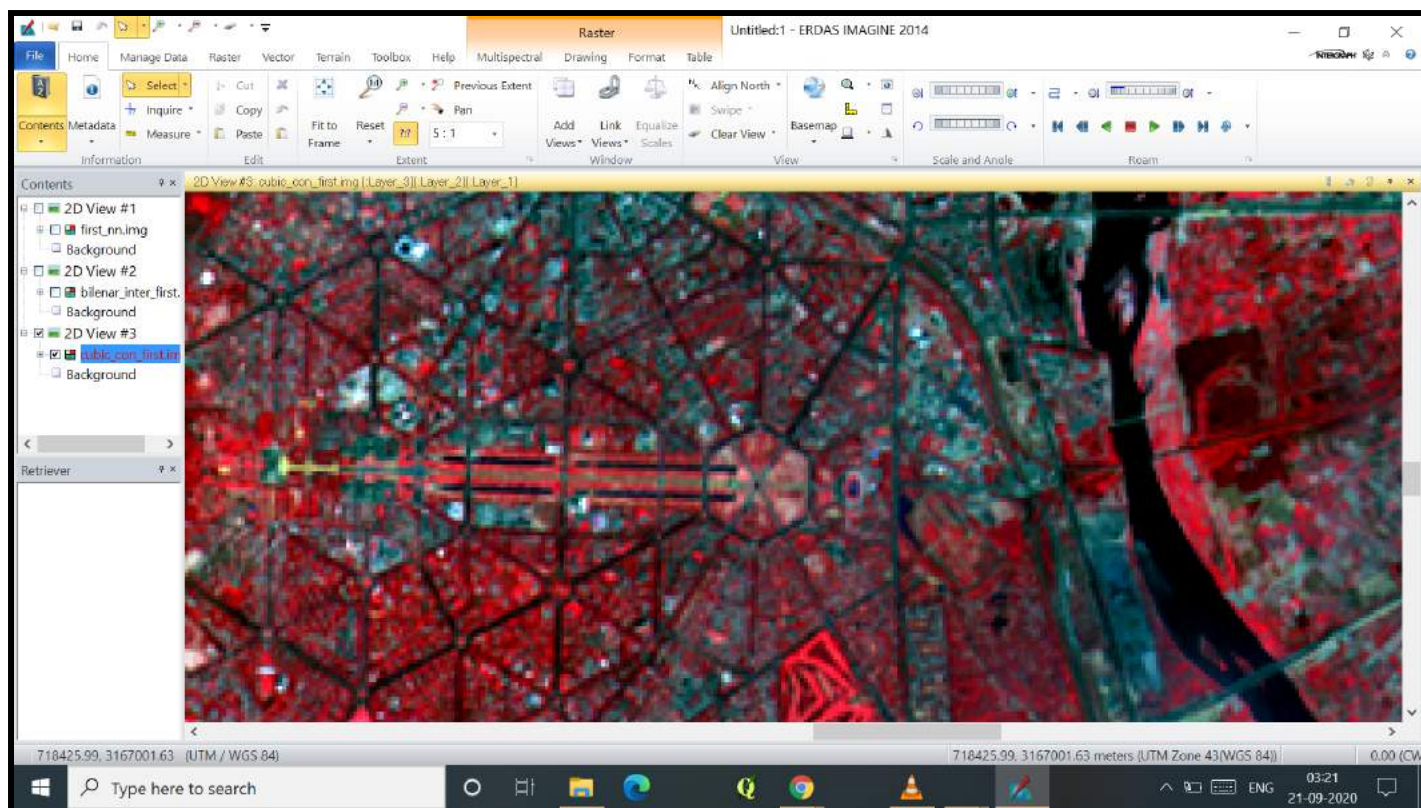 Raster
Untitled:1 - ERDAS IMAGINE 2014
File Home Manage Data Raster Vector Terrain Toolbox Help Multispectral Drawing Format Table
INTERGRAPH
Select Cut Previous Extent Align North
Inquire Copy Pan Swipe
Contents Metadata Measure Paste Fit to Frame Reset 5 : 1 Add Views Link Views Equalize Scales Clear View Basemap
Information Edit Extent Window View Scale and Angle Roam
Contents 2D View #3: cubic_con_first.img (:Layer_3)(:Layer_2)(:Layer_1)
2D View #1
first_nn.img
Background
2D View #2
bilenar_inter_first.
Background
2D View #3
cubic_con_first.im
Background
Retriever
718425.99, 3167001.63 (UTM / WGS 84) 718425.99, 3167001.63 meters (UTM Zone 43(WGS 84)) 0.00 (CW
Type here to search ENG 03:21
21-09-2020